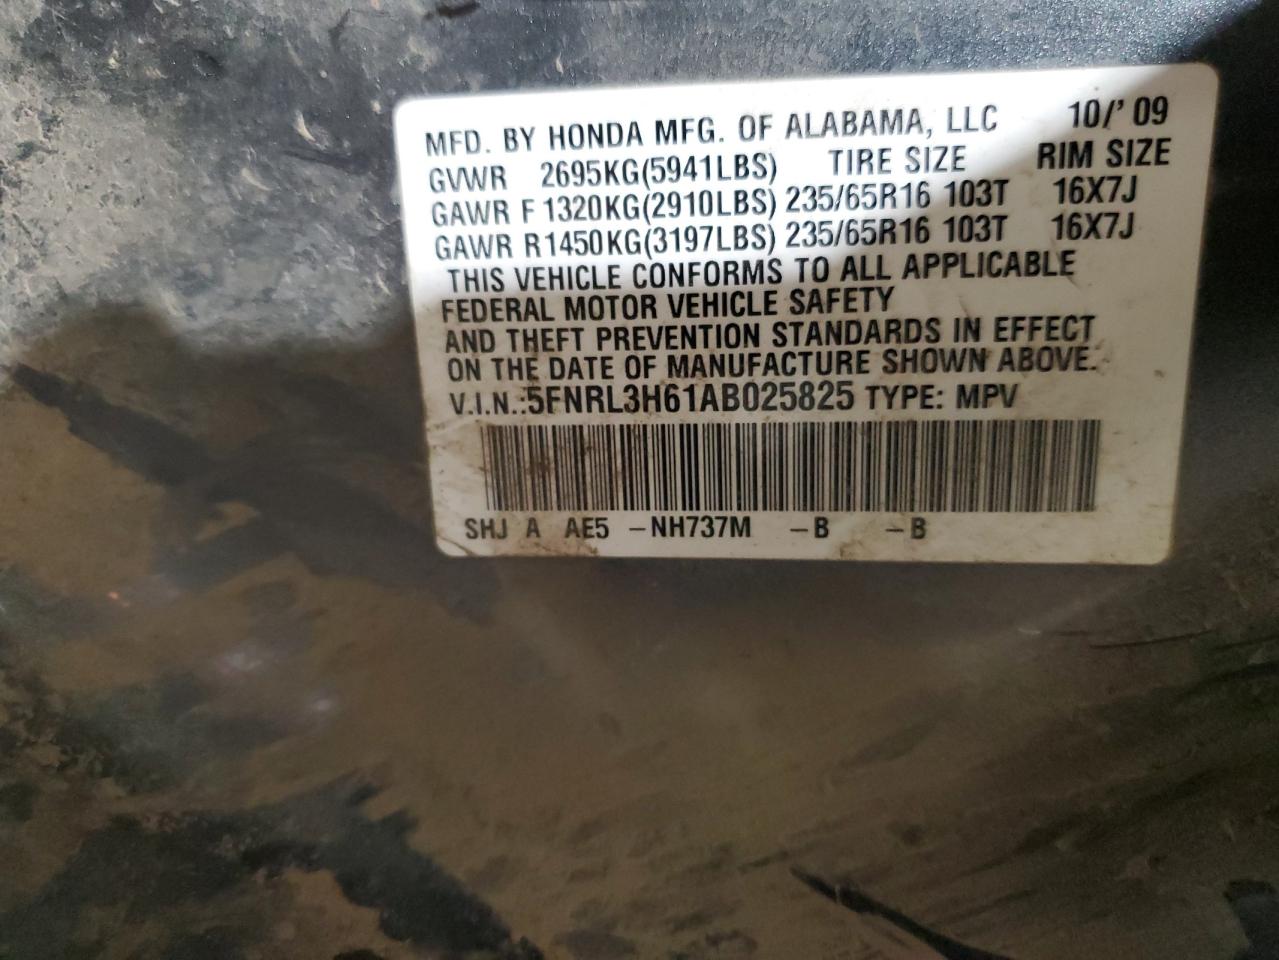 MFD. BY HONDA MFG. OF ALABAMA, LLC 10/' 09
GVWR 2695KG(5941LBS) TIRE SIZE RIM SIZE
GAWR F 1320KG(2910LBS) 235/65R16 103T 16X7J
GAWR R 1450KG(3197LBS) 235/65R16 103T 16X7J
THIS VEHICLE CONFORMS TO ALL APPLICABLE
FEDERAL MOTOR VEHICLE SAFETY
AND THEFT PREVENTION STANDARDS IN EFFECT
ON THE DATE OF MANUFACTURE SHOWN ABOVE.
V.I.N.:5FNRL3H61AB025825 TYPE: MPV
SHJ A AE5 –NH737M –B –B